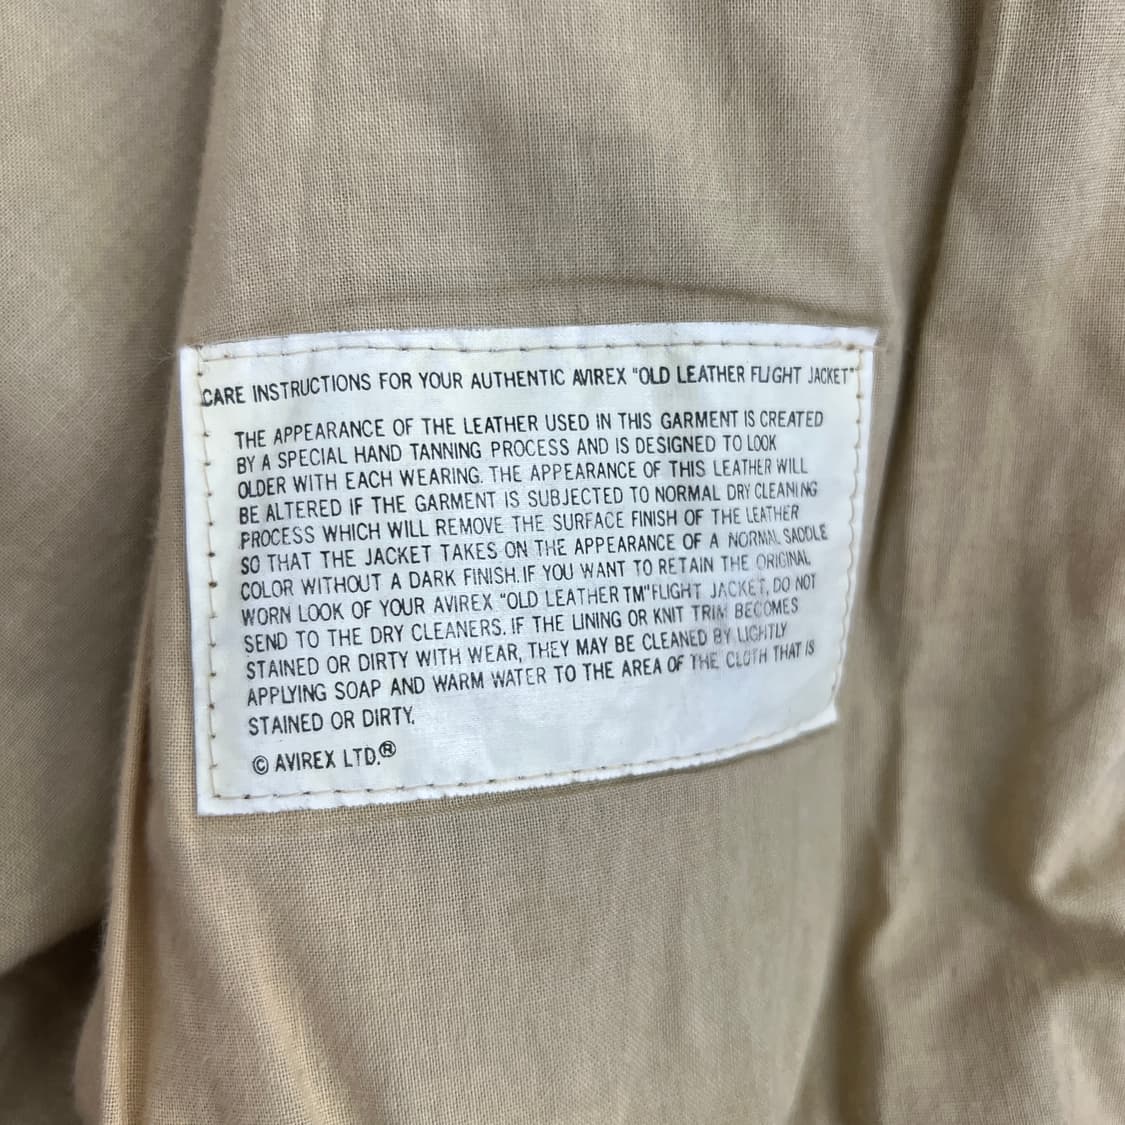 CARE INSTRUCTIONS FOR YOUR AUTHENTIC AVIREX "OLD LEATHER FLIGHT JACKET"
THE APPEARANCE OF THE LEATHER USED IN THIS GARMENT IS CREATED
BY A SPECIAL HAND TANNING PROCESS AND IS DESIGNED TO LOOK
OLDER WITH EACH WEARING. THE APPEARANCE OF THIS LEATHER WILL
BE ALTERED IF THE GARMENT IS SUBJECTED TO NORMAL DRY CLEANING
PROCESS WHICH WILL REMOVE THE SURFACE FINISH OF THE LEATHER
SO THAT THE JACKET TAKES ON THE APPEARANCE OF A NORMAL SADDLE
COLOR WITHOUT A DARK FINISH. IF YOU WANT TO RETAIN THE ORIGINAL
WORN LOOK OF YOUR AVIREX "OLD LEATHER TM" FLIGHT JACKET, DO NOT
SEND TO THE DRY CLEANERS. IF THE LINING OR KNIT TRIM BECOMES
STAINED OR DIRTY WITH WEAR, THEY MAY BE CLEANED BY LIGHTLY
APPLYING SOAP AND WARM WATER TO THE AREA OF THE CLOTH THAT IS
STAINED OR DIRTY.
© AVIREX LTD.®